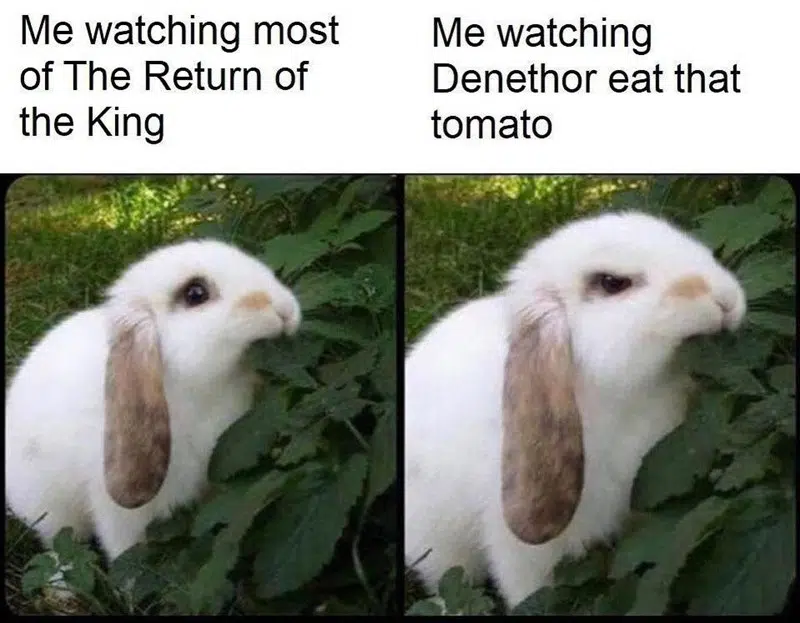 Me watching most
of The Return of
the King
Me watching
Denethor eat that
tomato